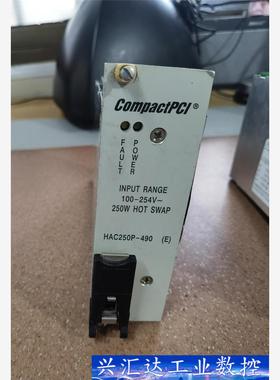 CompactPCI®
FAULT
POWER
INPUT RANGE
100-254V~
250W HOT SWAP
HAC250P-490 (E)
兴汇达工业数控